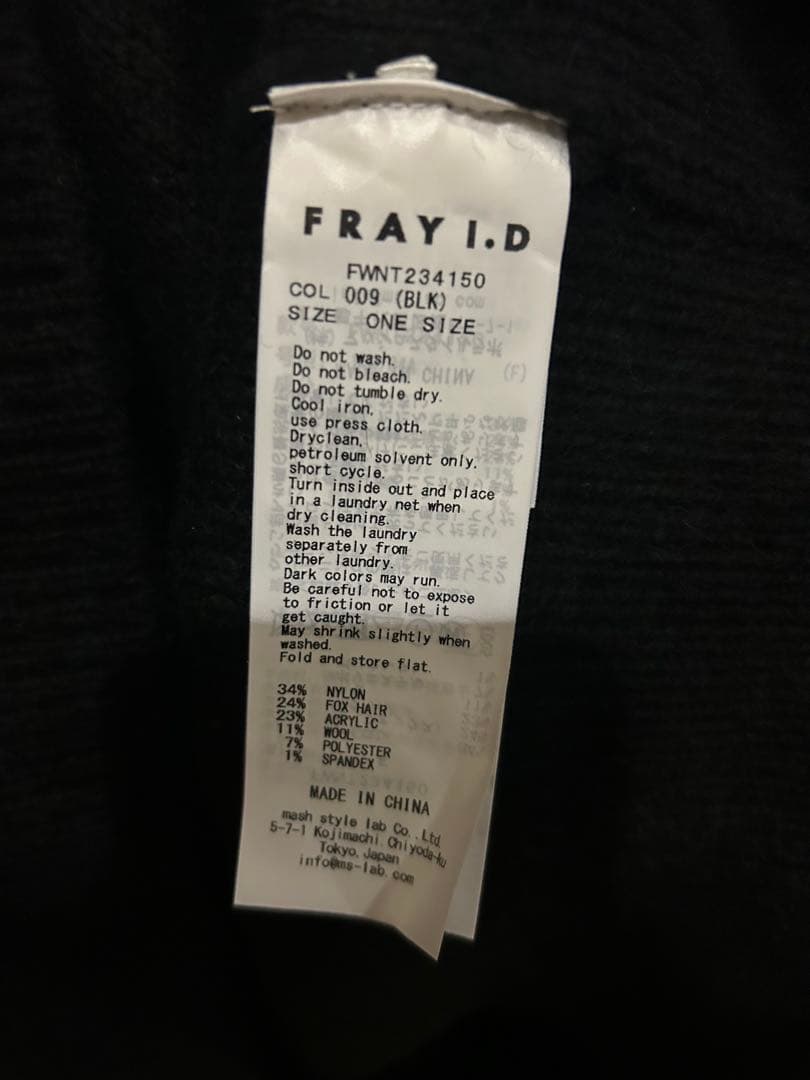 FRAY I.D
FWNT234150
COL 009 (BLK)
SIZE ONE SIZE
Do not wash.
Do not bleach.
Do not tumble dry.
Cool iron,
use press cloth.
Dryclean,
petroleum solvent only.
short cycle.
Turn inside out and place
in a laundry net when
dry cleaning.
Wash the laundry
separately from
other laundry.
Dark colors may run.
Be careful not to expose
to friction or let it
get caught.
May shrink slightly when
washed.
Fold and store flat.
34% NYLON
24% FOX HAIR
23% ACRYLIC
11% WOOL
7% POLYESTER
1% SPANDEX
MADE IN CHINA
mash style lab Co., Ltd.
5-7-1 Kojimachi, Chiyoda-ku
Tokyo, Japan
info@ms-lab.com